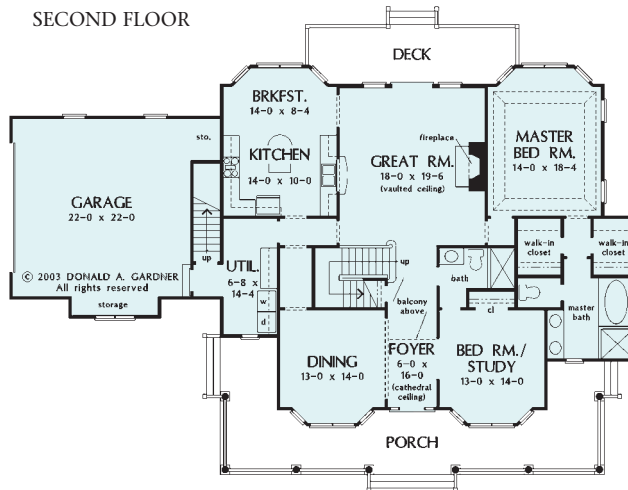 SECOND FLOOR
DECK
BRKFST.
14-0 x 8-4
sto.
KITCHEN
14-0 x 10-0
fireplace
GREAT RM.
18-0 x 19-6
(vaulted ceiling)
MASTER
BED RM.
14-0 x 18-4
GARAGE
22-0 x 22-0
up
© 2003 DONALD A. GARDNER
All rights reserved
storage
UTIL.
6-8 x
14-4
w
d
up
balcony
above
bath
cl
walk-in
closet
walk-in
closet
master
bath
DINING
13-0 x 14-0
FOYER
6-0 x
16-0
(cathedral
ceiling)
BED RM./
STUDY
13-0 x 14-0
PORCH